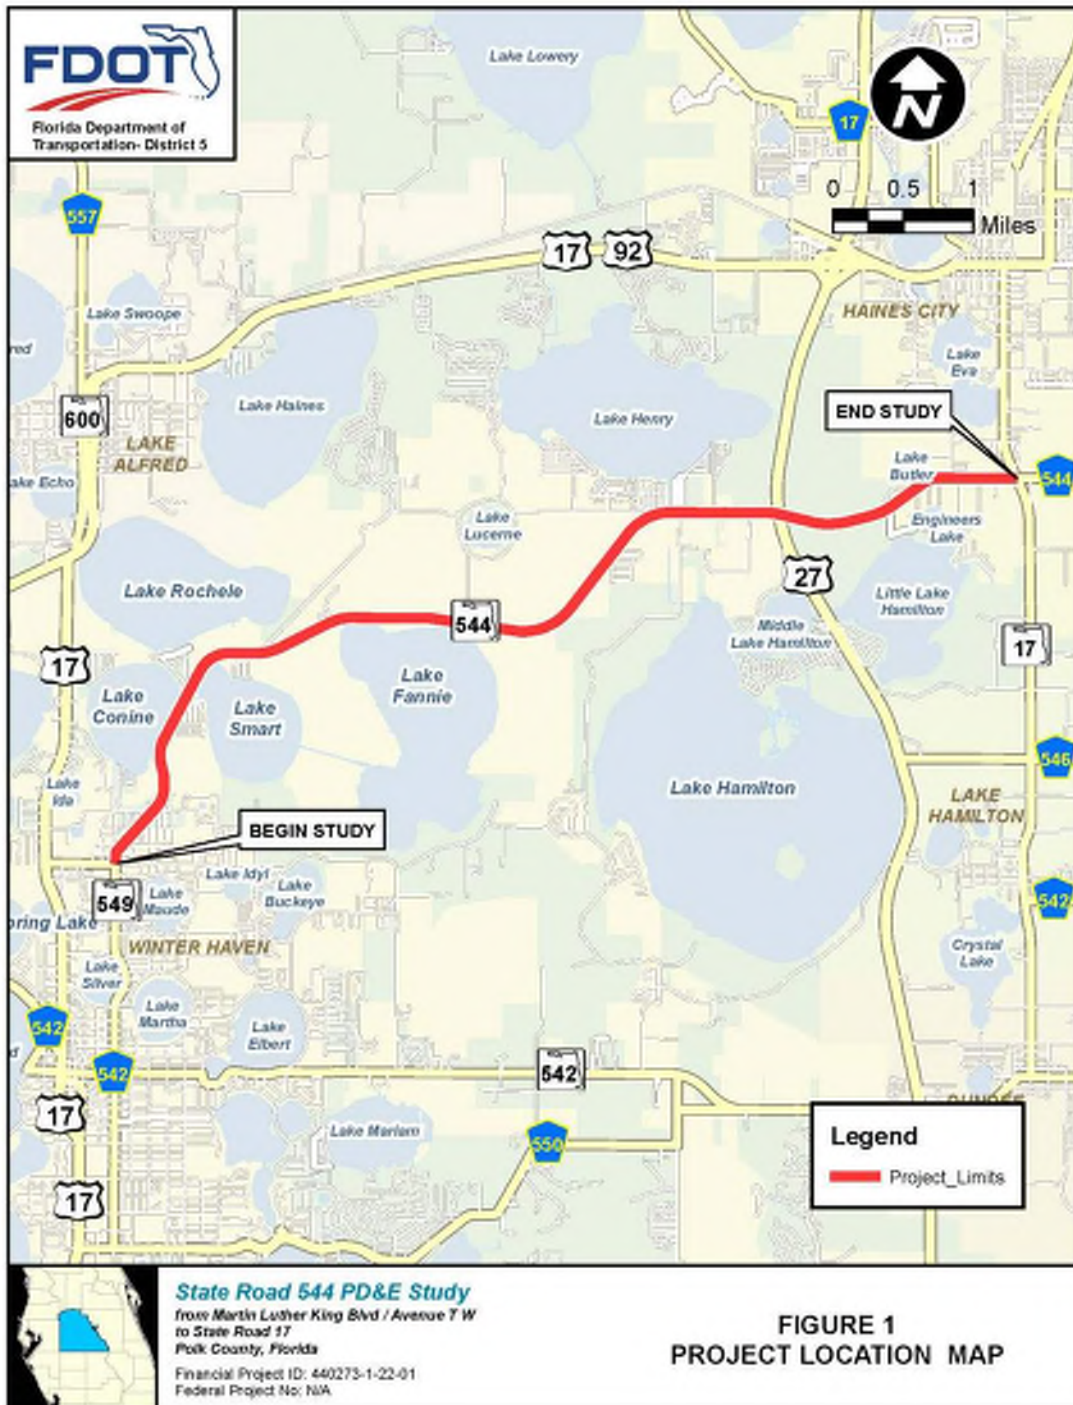 FDOT
Florida Department of
Transportation- District 5
Lake Lowery
17
N
0 0.5 1
Miles
557
17 92
Lake Swoope
HAINES CITY
red
Lake
Eva
600
Lake Haines
Lake Henry
END STUDY
LAKE
ALFRED
Lake
Butler
544
ake Echo
Lake
Lucerne
Engineers
Lake
27
Lake Rochele
Little Lake
Hamilton
544
Middle
Lake Hamilton
17
17
Lake
Conine
Lake
Smart
Lake
Fannie
546
Lake
Ida
Lake Hamilton
LAKE
HAMILTON
BEGIN STUDY
Lake Idyl
549
Lake
Maude
Lake
Buckeye
542
oring Lake
WINTER HAVEN
Crystal
Lake
Lake
Silver
Lake
Martha
542
Lake
Elbert
d
542
542
DUNDEE
17
Lake Mariam
550
Legend
Project_Limits
17
State Road 544 PD&E Study
from Martin Luther King Blvd / Avenue T W
to State Road 17
Polk County, Florida
Financial Project ID: 440273-1-22-01
Federal Project No: N/A
FIGURE 1
PROJECT LOCATION MAP